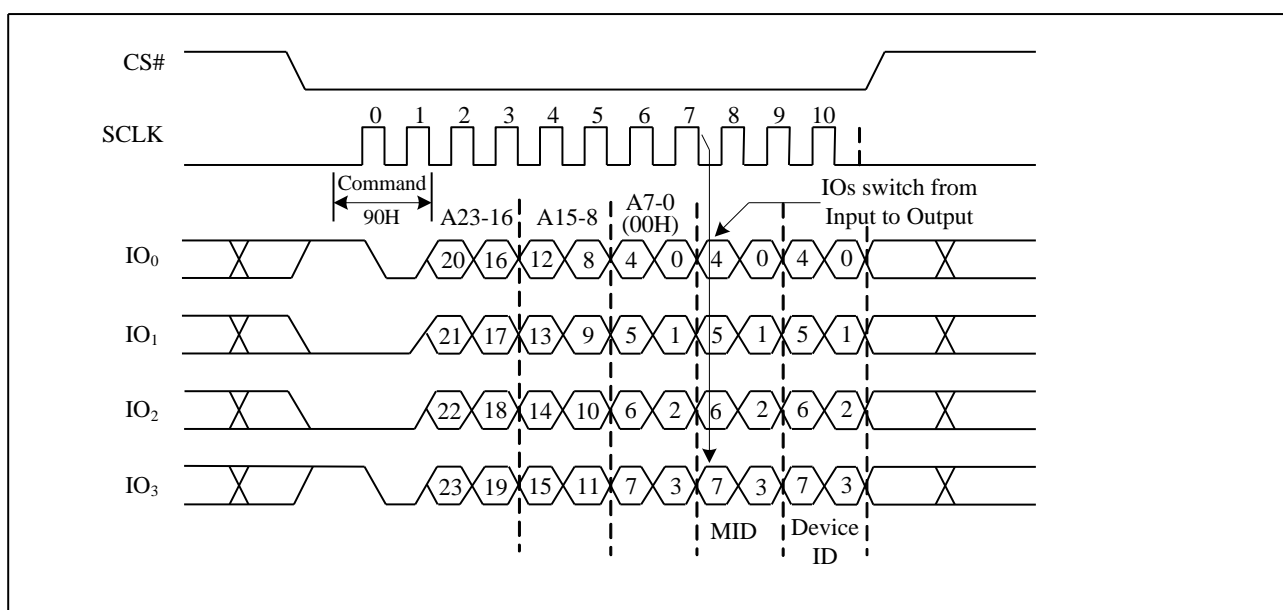 CS#
0 1 2 3 4 5 6 7 8 9 10
SCLK
Command
90H
A23-16 A15-8 A7-0
(00H)
IOs switch from
Input to Output
IO0 20 16 12 8 4 0 4 0 4 0
IO1 21 17 13 9 5 1 5 1 5 1
IO2 22 18 14 10 6 2 6 2 6 2
IO3 23 19 15 11 7 3 7 3 7 3
MID Device
ID